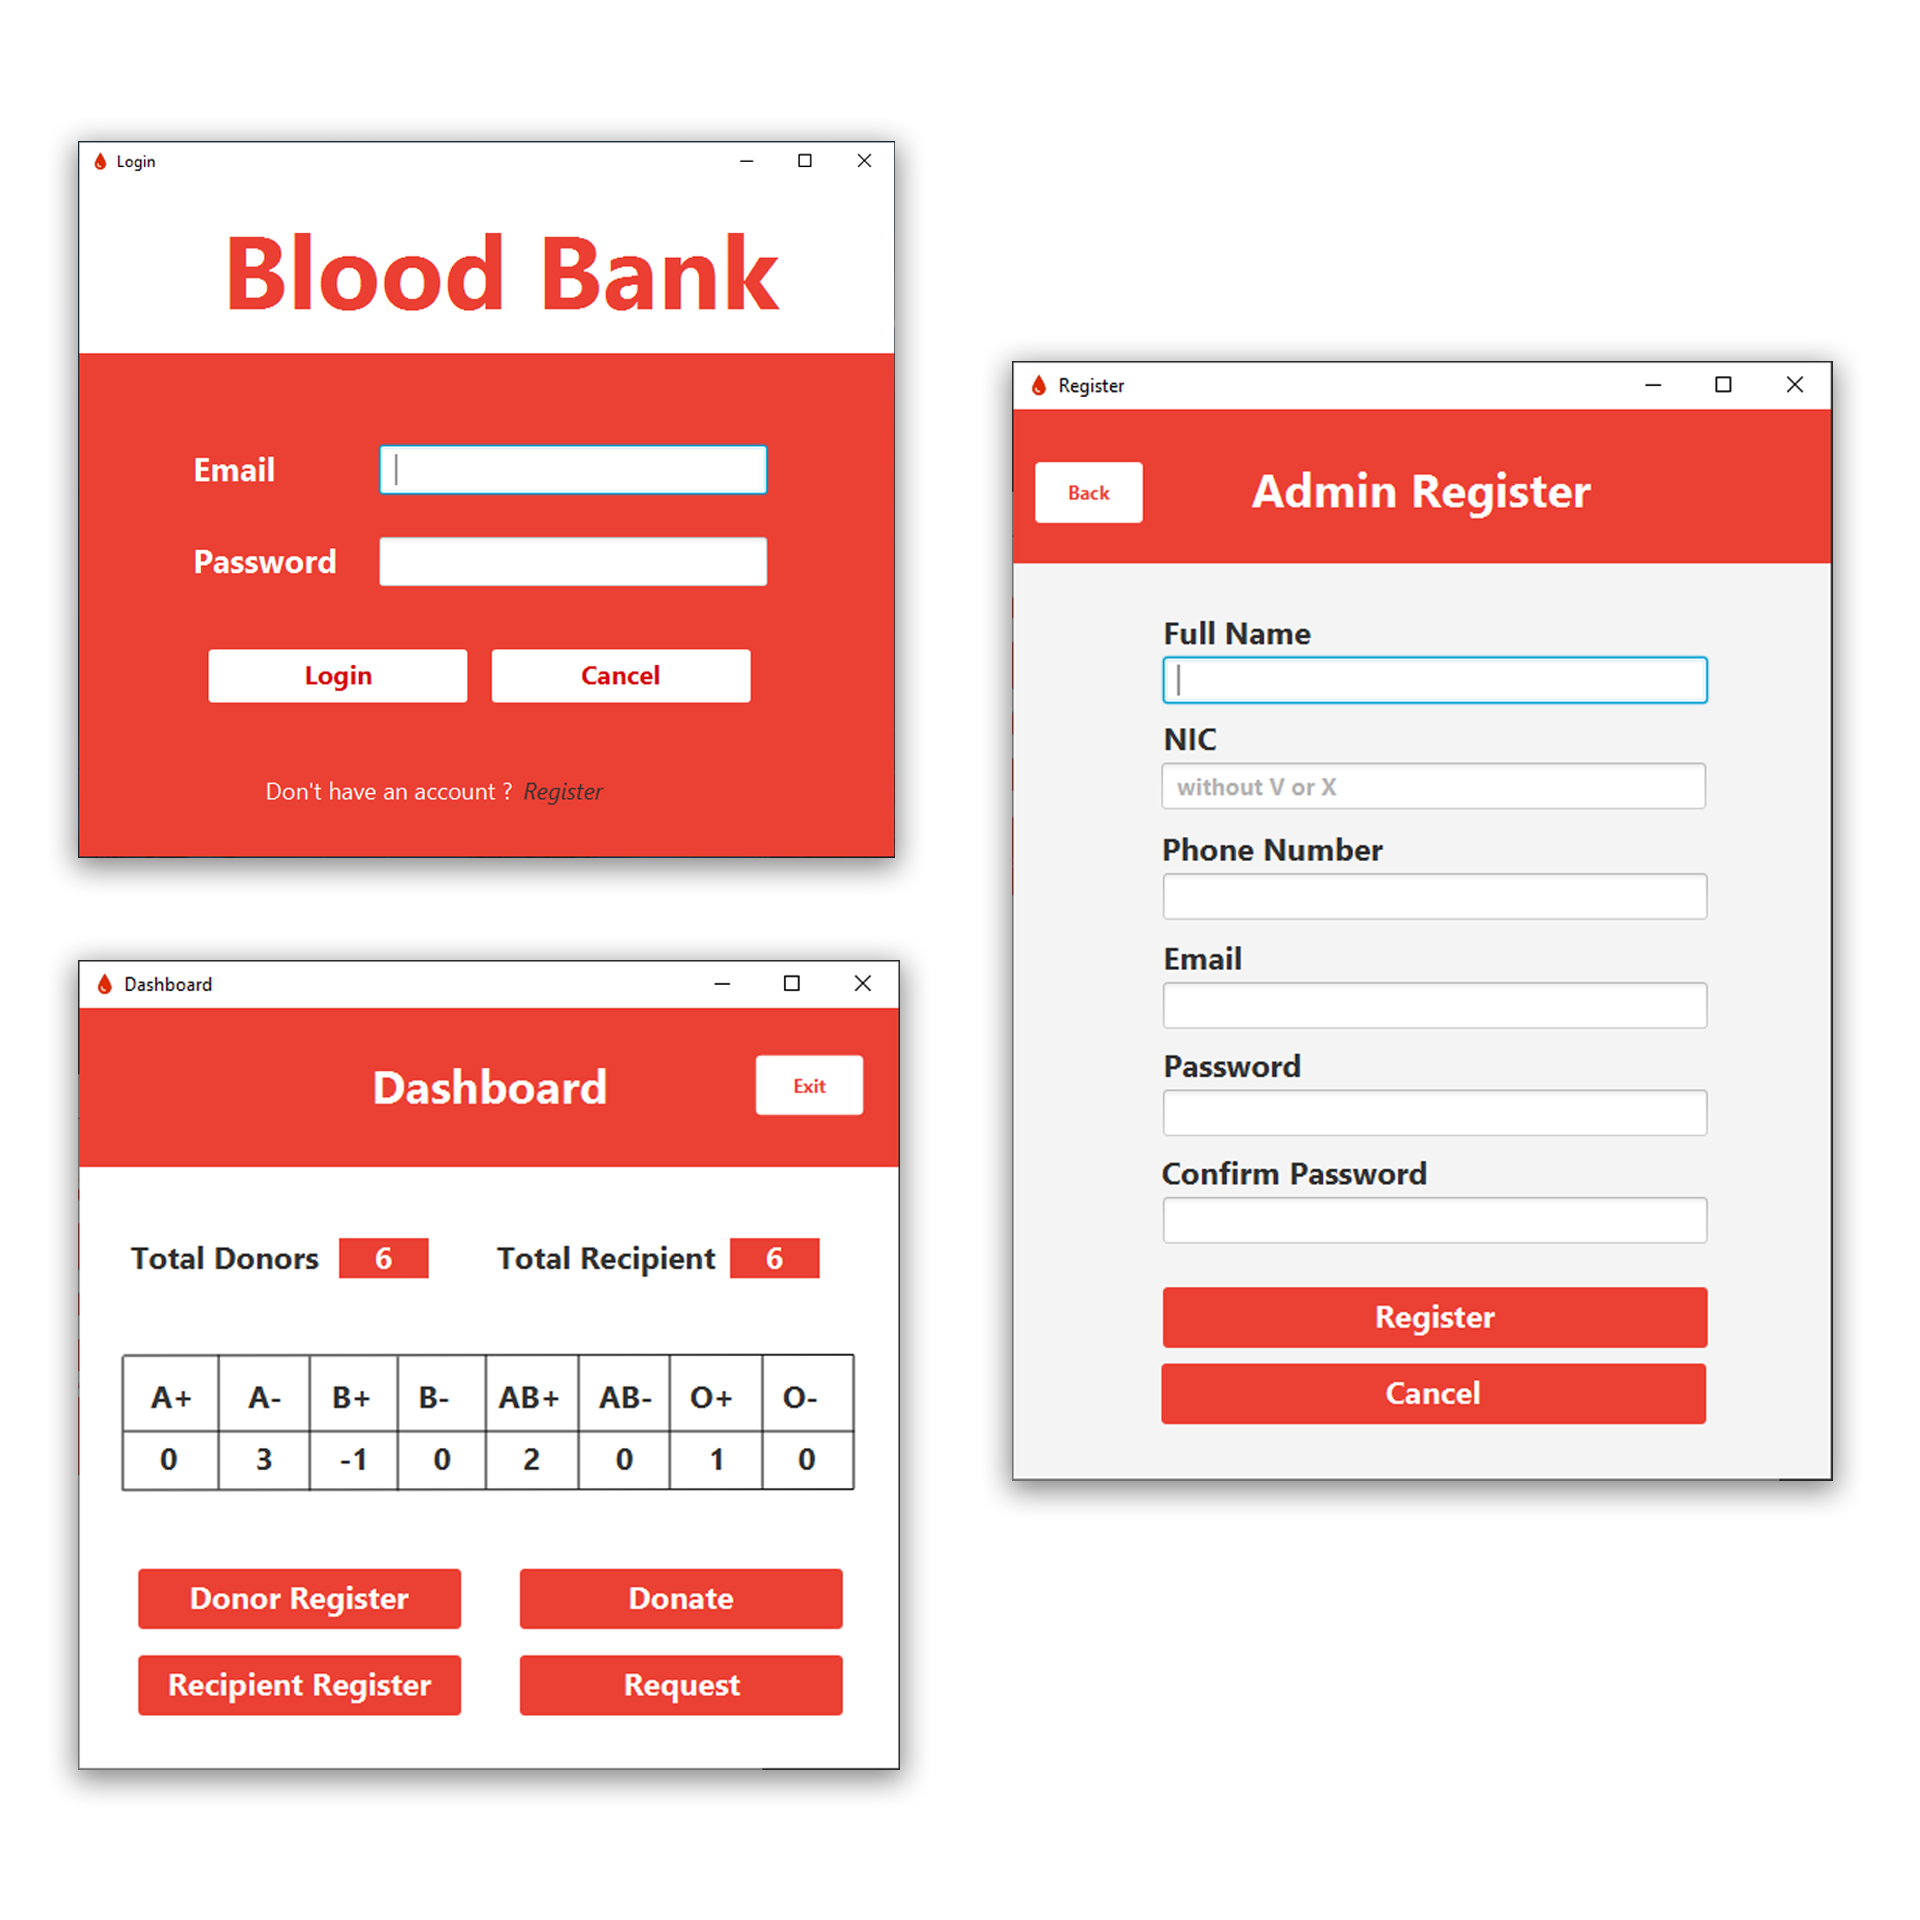 Login
Blood Bank
Email
Password
Login Cancel
Don't have an account ? Register
Dashboard
Dashboard Exit
Total Donors 6 Total Recipient 6
A+ A- B+ B- AB+ AB- O+ O-
0 3 -1 0 2 0 1 0
Donor Register Donate
Recipient Register Request
Register
Back Admin Register
Full Name
NIC
without V or X
Phone Number
Email
Password
Confirm Password
Register
Cancel